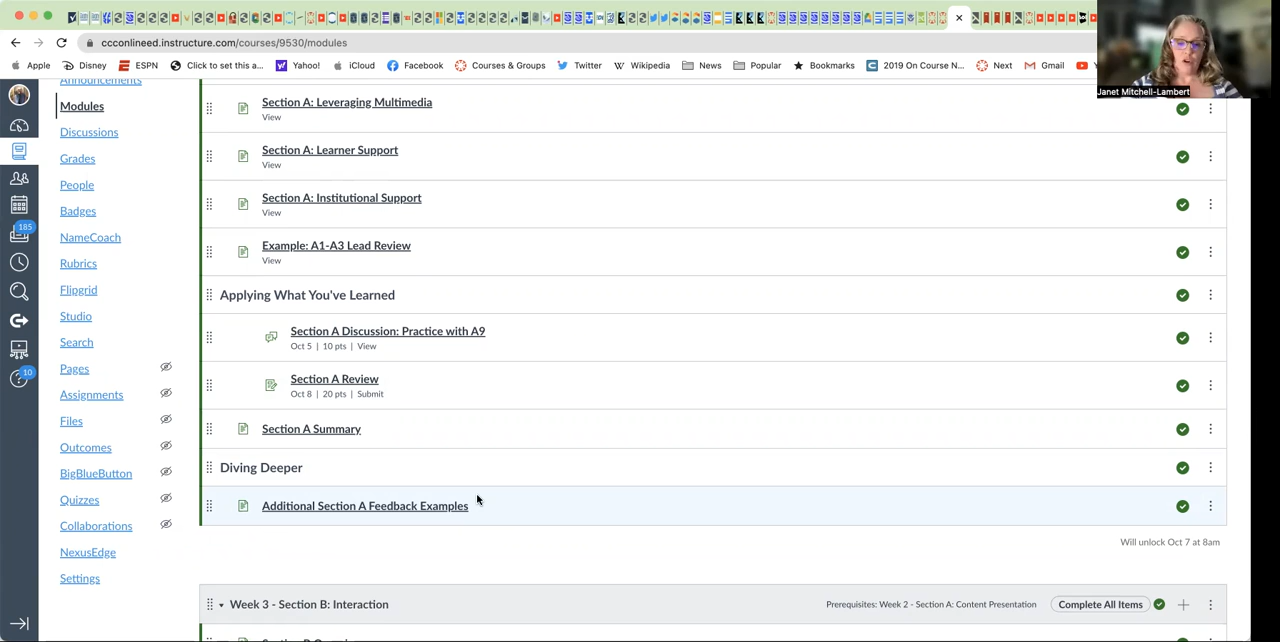 ccconlineed.instructure.com/courses/9530/modules
Apple Disney ESPN Click to set this a... Yahoo! iCloud Facebook Courses & Groups Twitter Wikipedia News Popular Bookmarks 2019 On Course N... Next Gmail
Janet Mitchell-Lambert
Announcements
Modules
Discussions
Grades
People
Badges
NameCoach
Rubrics
Flipgrid
Studio
Search
Pages
Assignments
Files
Outcomes
BigBlueButton
Quizzes
Collaborations
NexusEdge
Settings
185
10
Section A: Leveraging Multimedia
View
Section A: Learner Support
View
Section A: Institutional Support
View
Example: A1-A3 Lead Review
View
Applying What You've Learned
Section A Discussion: Practice with A9
Oct 5 | 10 pts | View
Section A Review
Oct 8 | 20 pts | Submit
Section A Summary
Diving Deeper
Additional Section A Feedback Examples
Will unlock Oct 7 at 8am
Week 3 - Section B: Interaction Prerequisites: Week 2 - Section A: Content Presentation Complete All Items